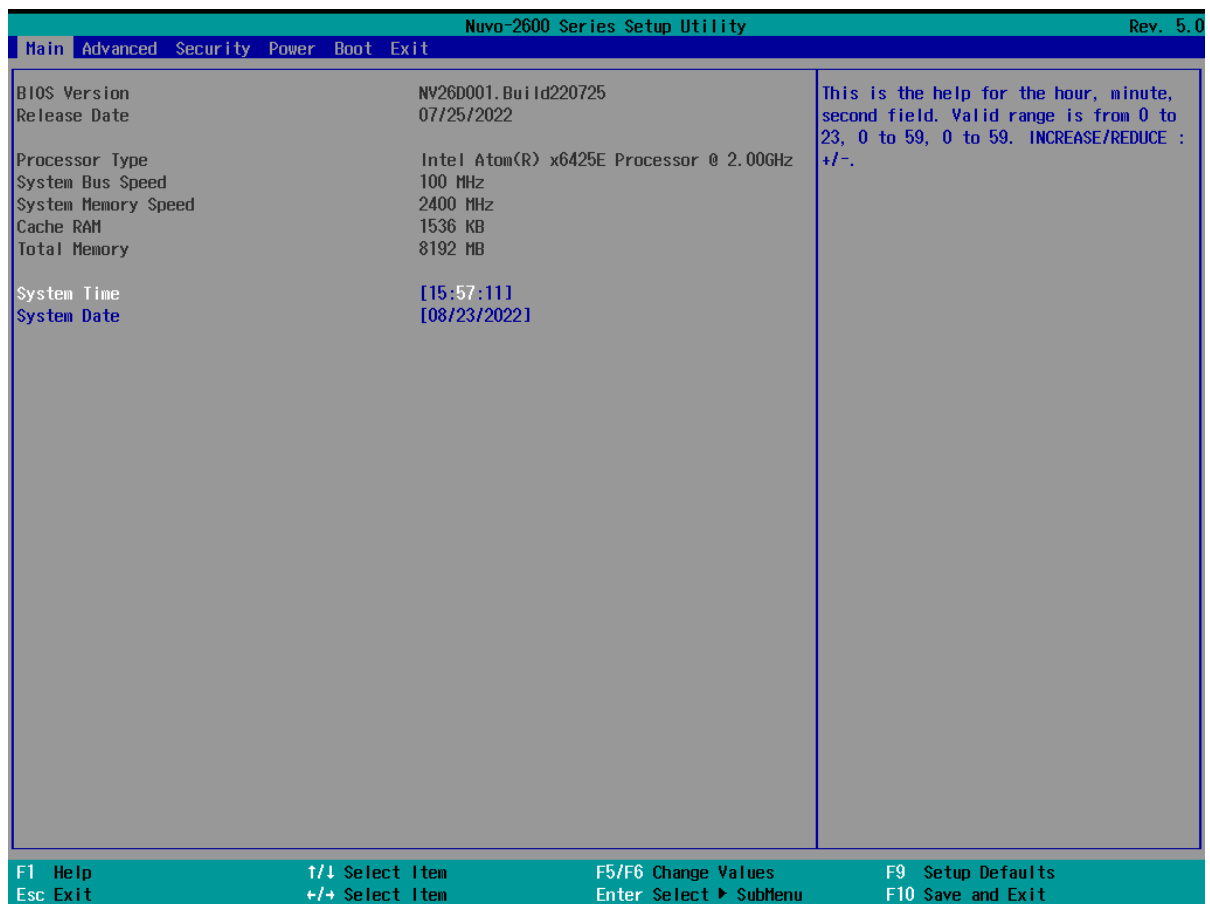 Nuvo-2600 Series Setup Utility Rev. 5.0
Main Advanced Security Power Boot Exit
BIOS Version NV26D001.Build220725
Release Date 07/25/2022
Processor Type Intel Atom(R) x6425E Processor @ 2.00GHz
System Bus Speed 100 MHz
System Memory Speed 2400 MHz
Cache RAM 1536 KB
Total Memory 8192 MB
System Time [15:57:11]
System Date [08/23/2022]
This is the help for the hour, minute,
second field. Valid range is from 0 to
23, 0 to 59, 0 to 59. INCREASE/REDUCE :
+/-.
F1 Help ↑/↓ Select Item F5/F6 Change Values F9 Setup Defaults
Esc Exit ←/→ Select Item Enter Select ▶ SubMenu F10 Save and Exit